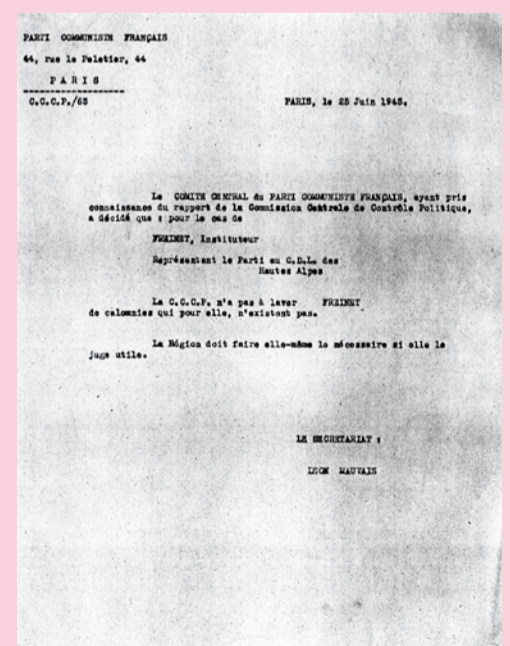 PARTI COMMUNISTE FRANÇAIS
44, rue le Peletier, 44
PARIS
C.C.C.P./63
PARIS, le 25 Juin 1945.
Le COMITE CENTRAL du PARTI COMMUNISTE FRANÇAIS, ayant pris
connaissance du rapport de la Commission Centrale de Contrôle Politique,
a décidé que : pour le cas de
FREINET, Instituteur
Représentant le Parti au C.D.L. des
Hautes Alpes
La C.C.C.P. n'a pas à laver FREINET
de calomnies qui pour elle, n'existent pas.
La Région doit faire elle-même le nécessaire si elle le
juge utile.
LE SECRETARIAT :
LEON MAUVAIS